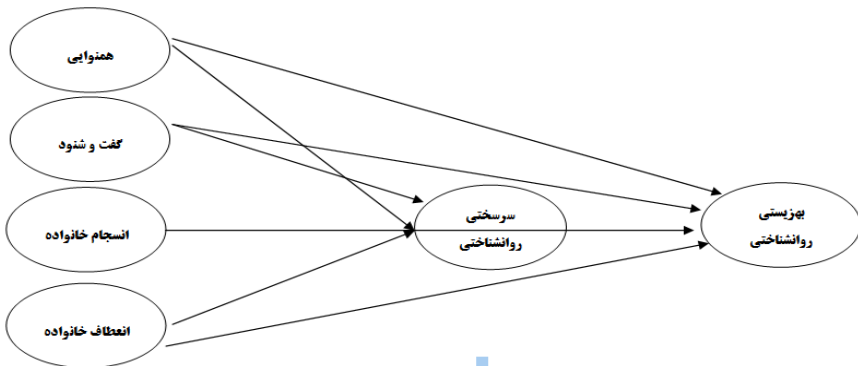 همنوایی
گفت و شنود
انسجام خانواده
انعطاف خانواده
سرسختی
روانشناختی
بهزیستی
روانشناختی